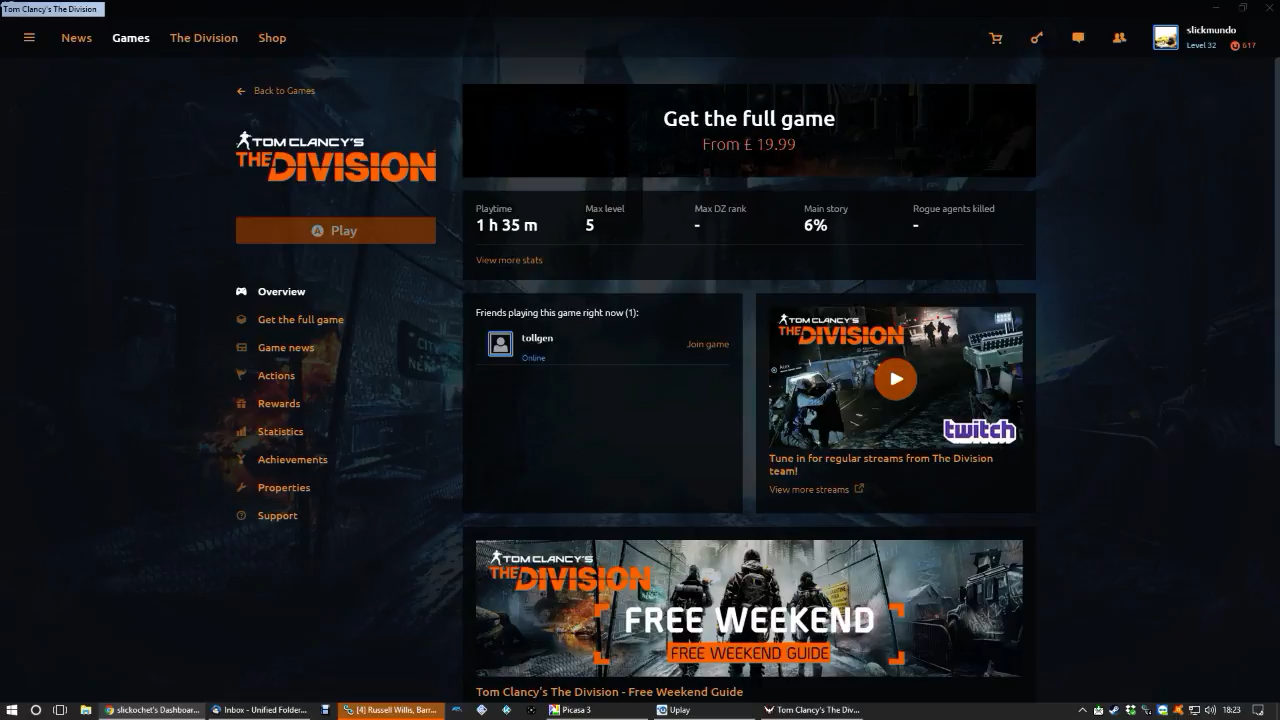 Tom Clancy's The Division
News
Games
The Division
Shop
slickmundo
Level 32
617
Back to Games
TOM CLANCY'S
THE DIVISION
Play
Overview
Get the full game
Game news
Actions
Rewards
Statistics
Achievements
Properties
Support
Get the full game
From £ 19.99
Playtime
1 h 35 m
Max level
5
Max DZ rank
-
Main story
6%
Rogue agents killed
-
View more stats
Friends playing this game right now (1):
tollgen
Online
Join game
TOM CLANCY'S
THE DIVISION
twitch
Tune in for regular streams from The Division
team!
View more streams
TOM CLANCY'S
THE DIVISION
FREE WEEKEND
FREE WEEKEND GUIDE
Tom Clancy's The Division - Free Weekend Guide
slickochet's Dashboar...
Inbox - Unified Folder...
[4] Russell Willis, Barr...
Picasa 3
Uplay
Tom Clancy's The Div...
18:23